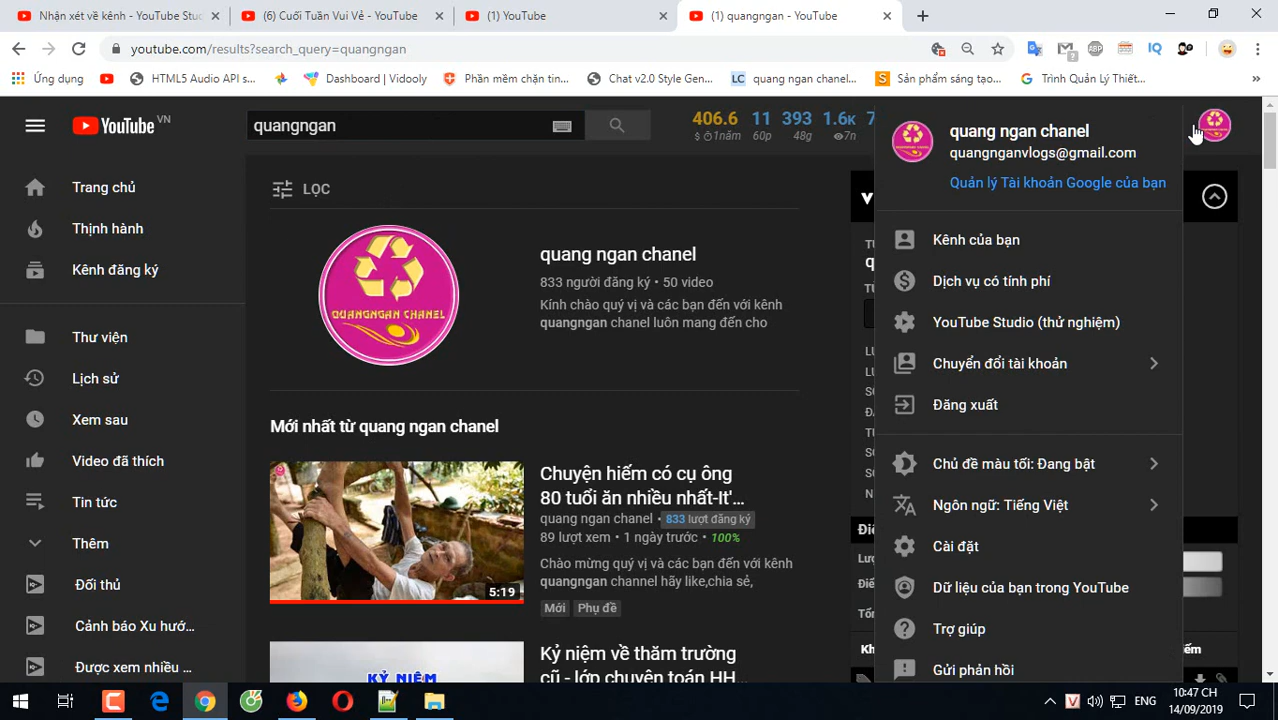 Nhận xét về kênh - YouTube Stu
(6) Cuối Tuần Vui Vẻ - YouTube
(1) YouTube
(1) quangngan - YouTube
youtube.com/results?search_query=quangngan
Ứng dụng
HTML5 Audio API s...
Dashboard | Vidooly
Phần mềm chặn tin...
Chat v2.0 Style Gen...
LC
quang ngan chanel...
Sản phẩm sáng tạo...
Trình Quản Lý Thiết...
YouTube VN
quangngan
406.6 11 393 1.6K 7
1năm 60p 48g 7n
LỌC
Trang chủ
Thịnh hành
Kênh đăng ký
Thư viện
Lịch sử
Xem sau
Video đã thích
Tin tức
Thêm
Đối thủ
Cảnh báo Xu hướ...
Được xem nhiều ...
QUANGNGAN CHANEL
quang ngan chanel
833 người đăng ký • 50 video
Kính chào quý vị và các bạn đến với kênh
quangngan chanel luôn mang đến cho
Mới nhất từ quang ngan chanel
5:19
Chuyện hiếm có cụ ông
80 tuổi ăn nhiều nhất-It'...
quang ngan chanel • 833 lượt đăng ký
89 lượt xem • 1 ngày trước • 100%
Chào mừng quý vị và các bạn đến với kênh
quangngan channel hãy like,chia sẻ,
Mới Phụ đề
KỶ NIỆM
Kỷ niệm về thăm trường
cũ - lớp chuyên toán HH...
quang ngan chanel
quangnganvlogs@gmail.com
Quản lý Tài khoản Google của bạn
Kênh của bạn
Dịch vụ có tính phí
YouTube Studio (thử nghiệm)
Chuyển đổi tài khoản
Đăng xuất
Chủ đề màu tối: Đang bật
Ngôn ngữ: Tiếng Việt
Cài đặt
Dữ liệu của bạn trong YouTube
Trợ giúp
Gửi phản hồi
ENG
10:47 CH
14/09/2019